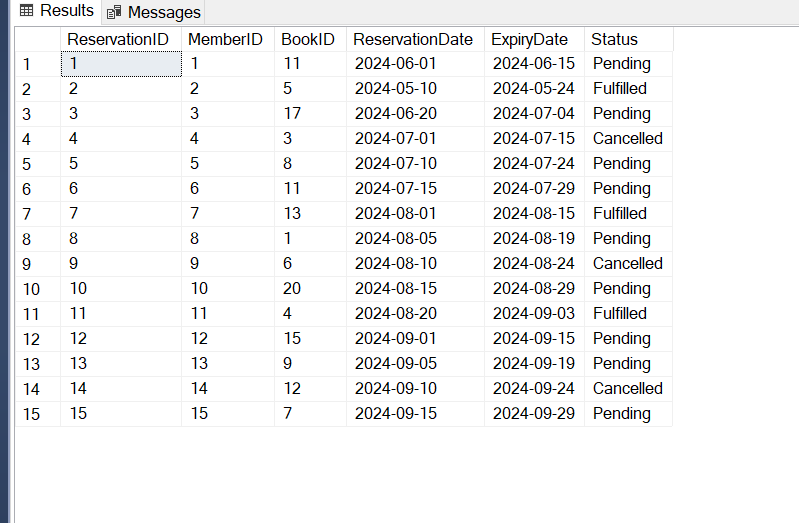 Results Messages
ReservationID MemberID BookID ReservationDate ExpiryDate Status
1 1 1 11 2024-06-01 2024-06-15 Pending
2 2 2 5 2024-05-10 2024-05-24 Fulfilled
3 3 3 17 2024-06-20 2024-07-04 Pending
4 4 4 3 2024-07-01 2024-07-15 Cancelled
5 5 5 8 2024-07-10 2024-07-24 Pending
6 6 6 11 2024-07-15 2024-07-29 Pending
7 7 7 13 2024-08-01 2024-08-15 Fulfilled
8 8 8 1 2024-08-05 2024-08-19 Pending
9 9 9 6 2024-08-10 2024-08-24 Cancelled
10 10 10 20 2024-08-15 2024-08-29 Pending
11 11 11 4 2024-08-20 2024-09-03 Fulfilled
12 12 12 15 2024-09-01 2024-09-15 Pending
13 13 13 9 2024-09-05 2024-09-19 Pending
14 14 14 12 2024-09-10 2024-09-24 Cancelled
15 15 15 7 2024-09-15 2024-09-29 Pending